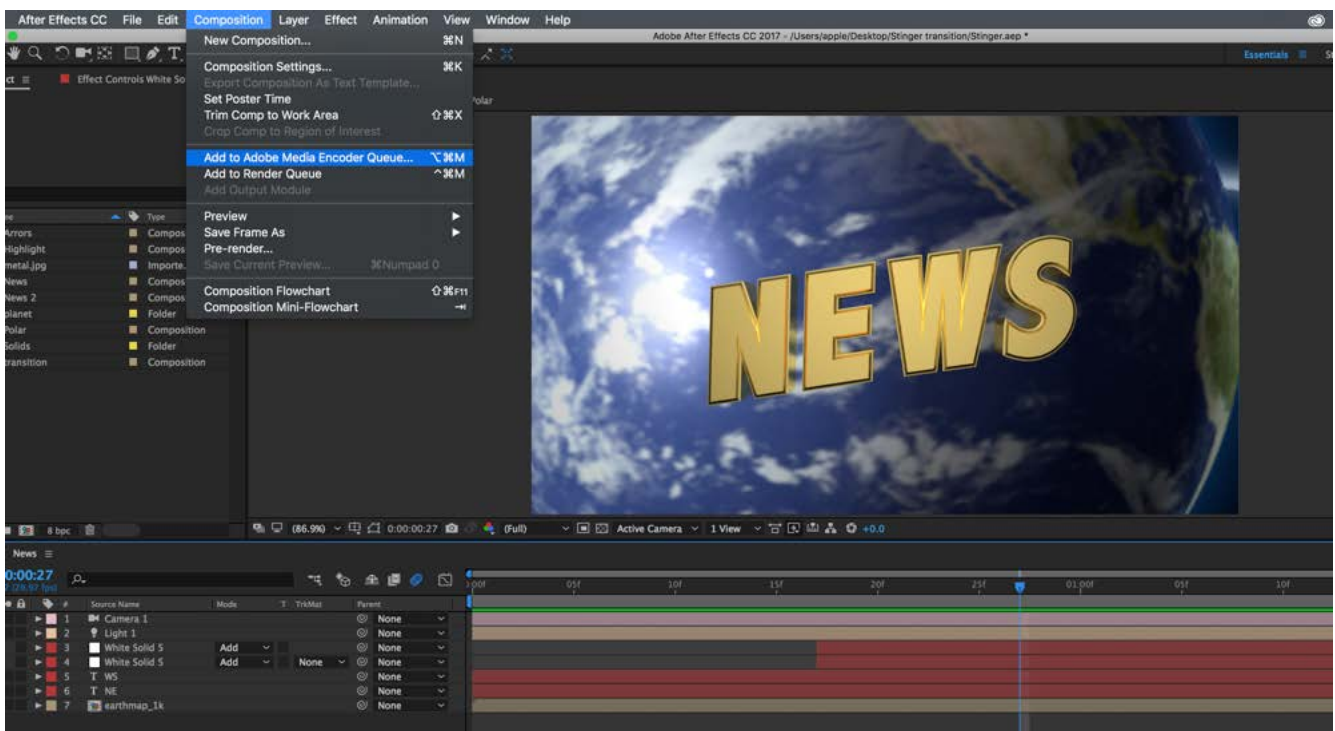 After Effects CC File Edit Composition Layer Effect Animation View Window Help
Adobe After Effects CC 2017 - /Users/apple/Desktop/Stinger transition/Stinger.aep *
Essentials
Effect Controls White So
New Composition... ⌘N
Composition Settings... ⌘K
Export Composition As Text Template...
Set Poster Time
Trim Comp to Work Area ⇧⌘X
Crop Comp to Region of Interest
Add to Adobe Media Encoder Queue... ⌥⌘M
Add to Render Queue ^⌘M
Add Output Module
Preview
Save Frame As
Pre-render...
Save Current Preview... ⌘Numpad 0
Composition Flowchart ⇧⌘F11
Composition Mini-Flowchart
Polar
Type
Arrors Compos
Highlight Compos
metal.jpg Importe.
News Compos
News 2 Compos
planet Folder
Polar Composition
Solids Folder
transition Composition
NEWS
8 bpc
(86.9%) 0:00:00:27 (Full) Active Camera 1 View +0.0
News
0:00:27
(29.97 fps)
05f 10f 15f 20f 25f 01:00f 05f 10f
# Source Name Mode T TrkMat Parent
1 Camera 1 None
2 Light 1 None
3 White Solid 5 Add None
4 White Solid 5 Add None None
5 T WS None
6 T NE None
7 earthmap_1k None